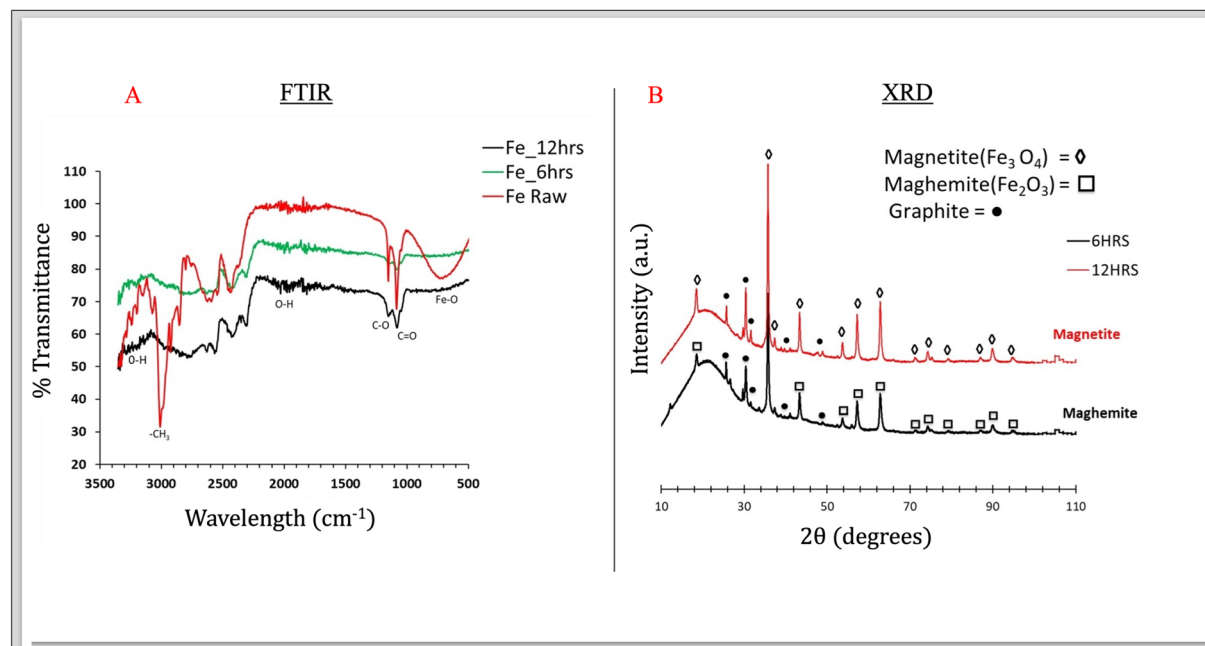 A
FTIR
Fe_12hrs
Fe_6hrs
Fe Raw
% Transmittance
110
100
90
80
70
60
50
40
30
20
O-H
-CH₃
O-H
C-O
C=O
Fe-O
3500 3000 2500 2000 1500 1000 500
Wavelength (cm⁻¹)
B
XRD
Magnetite(Fe₃ O₄) = ◊
Maghemite(Fe₂O₃)= □
Graphite = •
6HRS
12HRS
Intensity (a.u.)
Magnetite
Maghemite
10 30 50 70 90 110
2θ (degrees)